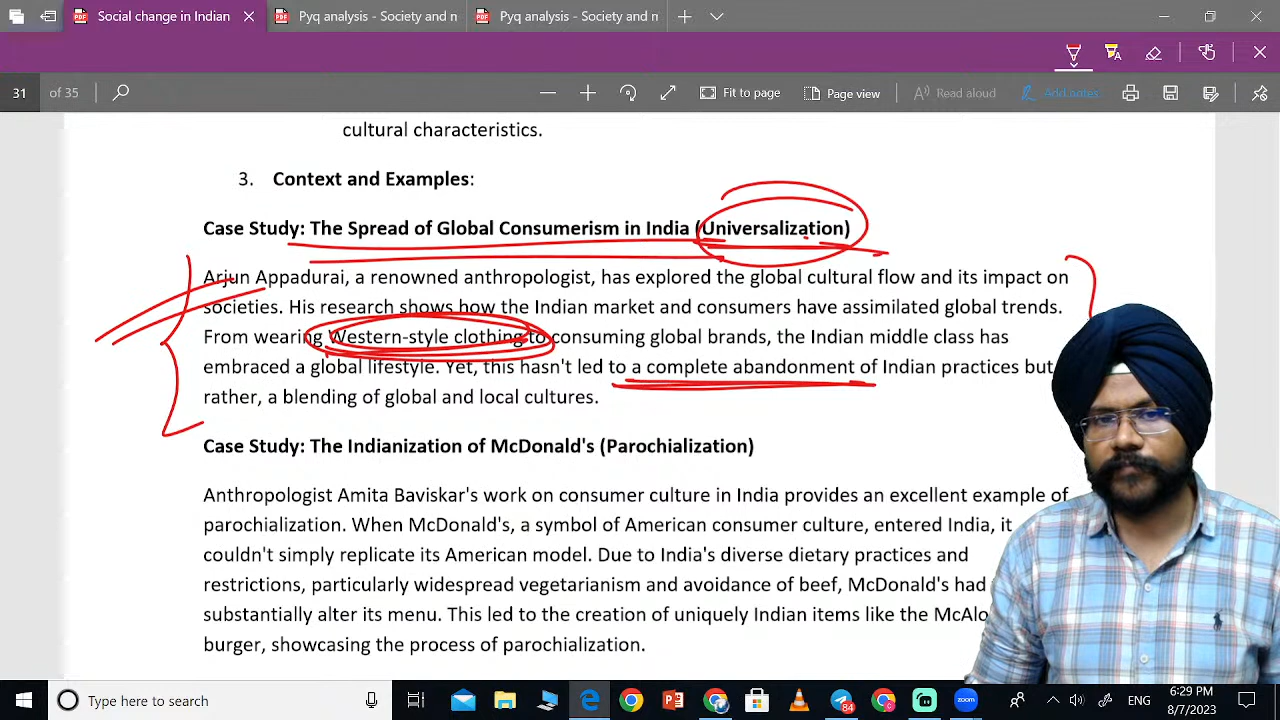 Social change in India
Pyq analysis - Society and n
Pyq analysis - Society and n
31 of 35
Fit to page
Page view
Read aloud
Add notes
cultural characteristics.
3. Context and Examples:
Case Study: The Spread of Global Consumerism in India (Universalization)
Arjun Appadurai, a renowned anthropologist, has explored the global cultural flow and its impact on
societies. His research shows how the Indian market and consumers have assimilated global trends.
From wearing Western-style clothing to consuming global brands, the Indian middle class has
embraced a global lifestyle. Yet, this hasn't led to a complete abandonment of Indian practices but
rather, a blending of global and local cultures.
Case Study: The Indianization of McDonald's (Parochialization)
Anthropologist Amita Baviskar's work on consumer culture in India provides an excellent example of
parochialization. When McDonald's, a symbol of American consumer culture, entered India, it
couldn't simply replicate its American model. Due to India's diverse dietary practices and
restrictions, particularly widespread vegetarianism and avoidance of beef, McDonald's had
substantially alter its menu. This led to the creation of uniquely Indian items like the McAlo
burger, showcasing the process of parochialization.
Type here to search
84
zoom
ENG
6:29 PM
8/7/2023